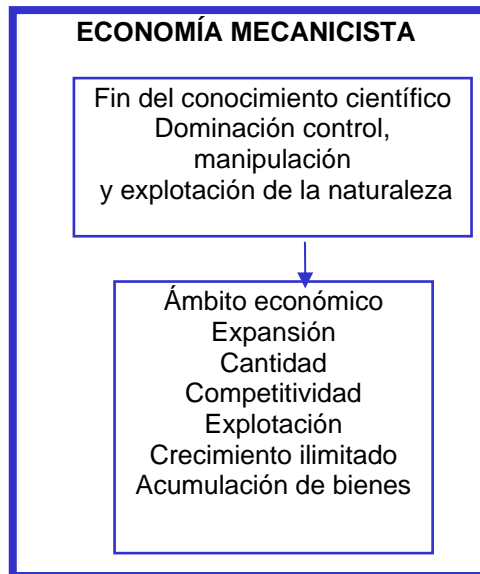 ECONOMÍA MECANICISTA
Fin del conocimiento científico
Dominación control,
manipulación
y explotación de la naturaleza
Ámbito económico
Expansión
Cantidad
Competitividad
Explotación
Crecimiento ilimitado
Acumulación de bienes